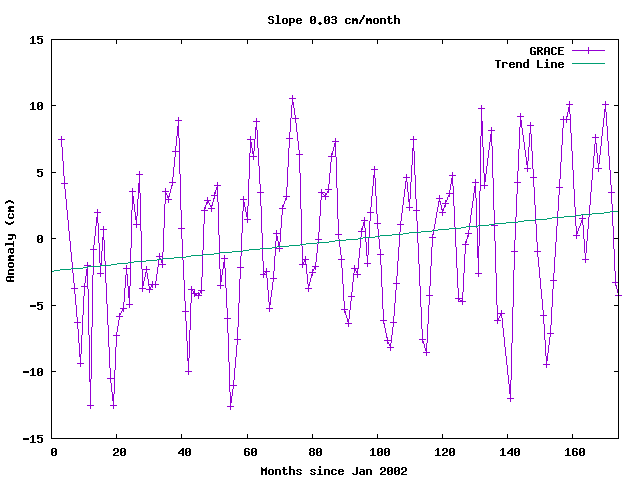 Slope 0.03 cm/month
GRACE
Trend Line
15
10
5
0
-5
-10
-15
Anomaly (cm)
0 20 40 60 80 100 120 140 160
Months since Jan 2002